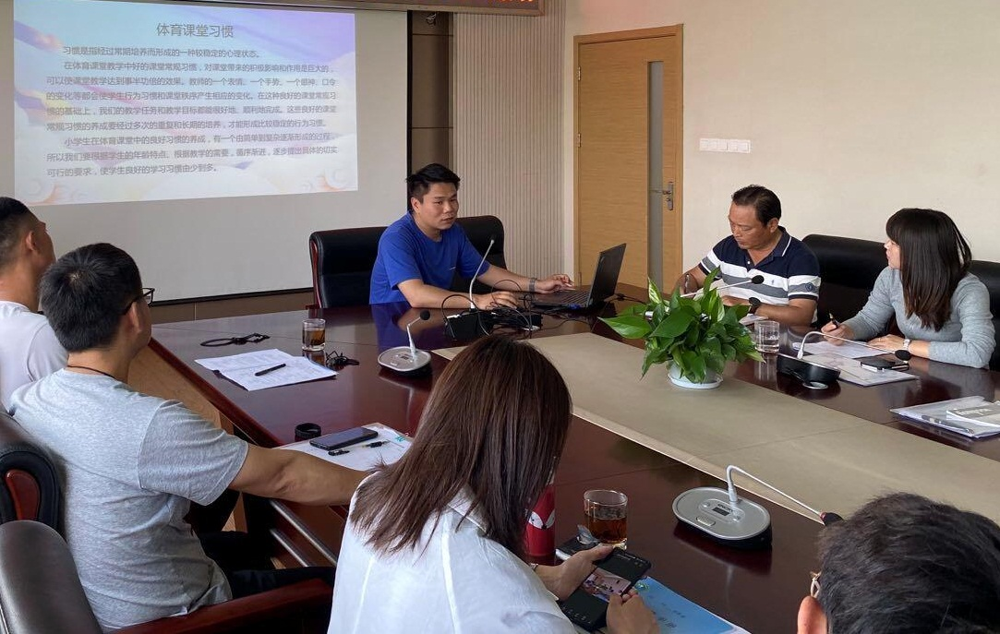 体育课堂习惯
习惯是指经过常期培养而形成的一种较稳定的心理状态。
在体育课堂教学中好的课堂常规习惯，对课堂带来的积极影响和作用是巨大的，
可以使课堂教学达到事半功倍的效果。教师的一个表情、一个手势、一个眼神、口令
的变化等都会使学生行为习惯和课堂秩序产生相应的变化。在这种良好的课堂常规习
惯的基础上，我们的教学任务和教学目标都能很好地、顺利地完成。这些良好的课堂
常规习惯的养成要经过多次的重复和长期的培养，才能形成比较稳定的行为习惯。
小学生在体育课堂中的良好习惯的养成，有一个由简单到复杂逐渐形成的过程，
所以我们要根据学生的年龄特点、根据教学的需要，循序渐进，逐步提出具体的切实
可行的要求，使学生良好的学习习惯由少到多。